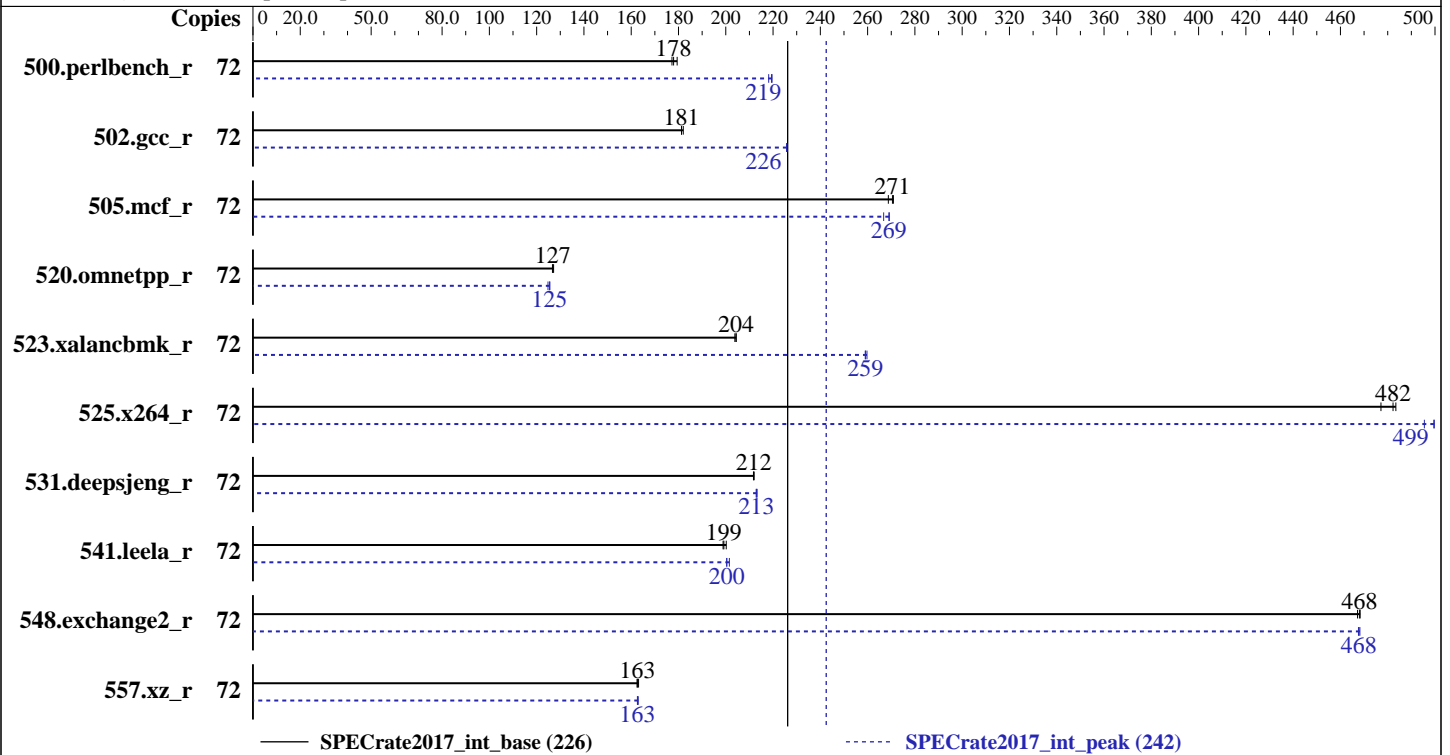 Copies 0 20.0 50.0 80.0 100 120 140 160 180 200 220 240 260 280 300 320 340 360 380 400 420 440 460 500
178
500.perlbench_r 72
219
181
502.gcc_r 72
226
271
505.mcf_r 72
269
127
520.omnetpp_r 72
125
204
523.xalancbmk_r 72
259
482
525.x264_r 72
499
212
531.deepsjeng_r 72
213
199
541.leela_r 72
200
468
548.exchange2_r 72
468
163
557.xz_r 72
163
SPECrate2017_int_base (226) SPECrate2017_int_peak (242)